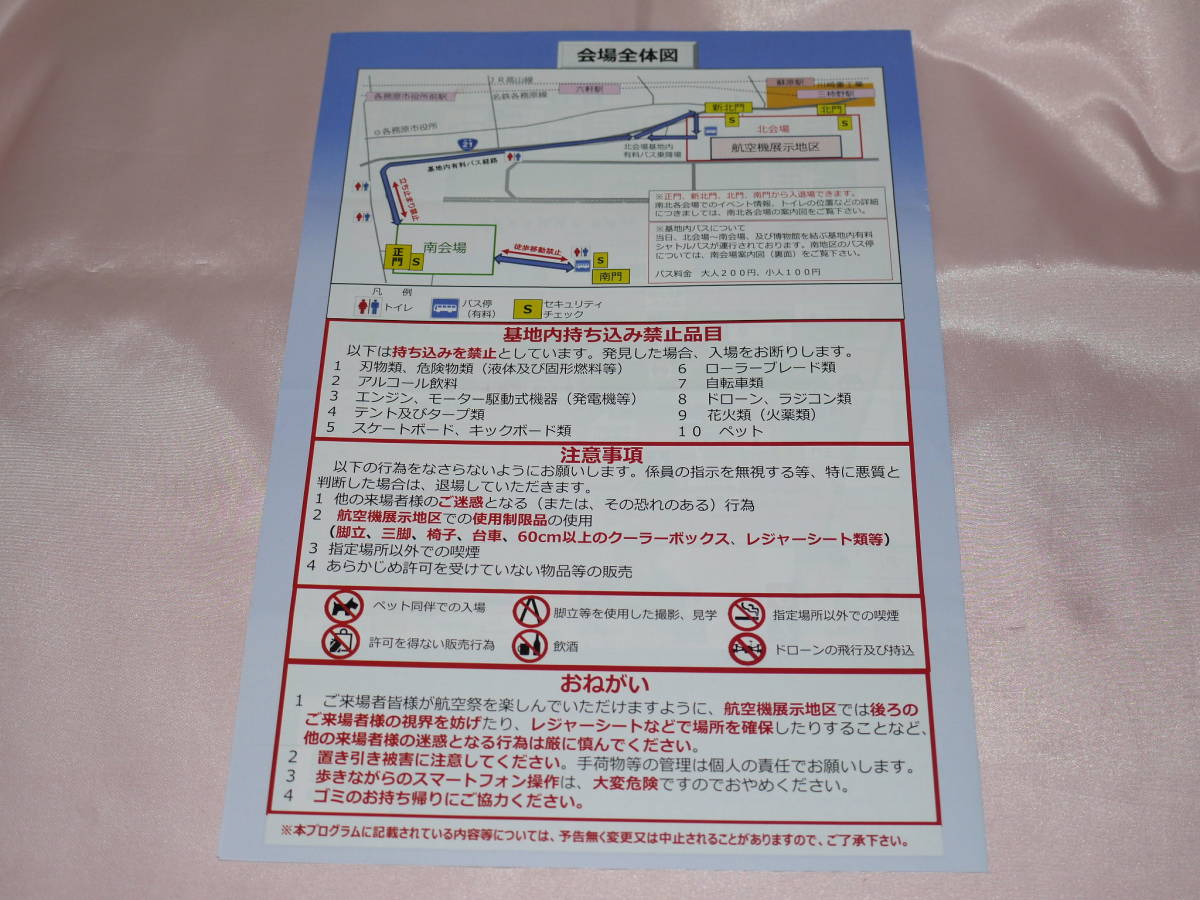 会場全体図
JR高山線
各務原市役所前駅
名鉄各務原線
六軒駅
蘇原駅
川崎重工業
三柿野駅
新北門
S
北門
S
○各務原市役所
21
北会場
航空機展示地区
北会場基地内
有料バス乗降場
基地内有料バス経路
立ち止まり禁止
正門
S
南会場
徒歩移動禁止
S
南門
※正門、新北門、北門、南門から入退場できます。
南北各会場でのイベント情報、トイレの位置などの詳細
につきましては、南北各会場の案内図をご覧下さい。
※基地内バスについて
当日、北会場～南会場、及び博物館を結ぶ基地内有料
シャトルバスが運行されております。南地区のバス停
については、南会場案内図（裏面）をご覧下さい。
バス料金 大人200円、小人100円
凡 例
トイレ
バス停
（有料）
S
セキュリティ
チェック
基地内持ち込み禁止品目
以下は持ち込みを禁止としています。発見した場合、入場をお断りします。
1 刃物類、危険物類（液体及び固形燃料等）
2 アルコール飲料
3 エンジン、モーター駆動式機器（発電機等）
4 テント及びタープ類
5 スケートボード、キックボード類
6 ローラーブレード類
7 自転車類
8 ドローン、ラジコン類
9 花火類（火薬類）
10 ペット
注意事項
以下の行為をなさらないようにお願いします。係員の指示を無視する等、特に悪質と
判断した場合は、退場していただきます。
1 他の来場者様のご迷惑となる（または、その恐れのある）行為
2 航空機展示地区での使用制限品の使用
（脚立、三脚、椅子、台車、60cm以上のクーラーボックス、レジャーシート類等）
3 指定場所以外での喫煙
4 あらかじめ許可を受けていない物品等の販売
ペット同伴での入場
脚立等を使用した撮影、見学
指定場所以外での喫煙
許可を得ない販売行為
飲酒
ドローンの飛行及び持込
おねがい
1 ご来場者皆様が航空祭を楽しんでいただけますように、航空機展示地区では後ろの
ご来場者様の視界を妨げたり、レジャーシートなどで場所を確保したりすることなど、
他の来場者様の迷惑となる行為は厳に慎んでください。
2 置き引き被害に注意してください。手荷物等の管理は個人の責任でお願いします。
3 歩きながらのスマートフォン操作は、大変危険ですのでおやめください。
4 ゴミのお持ち帰りにご協力ください。
※本プログラムに記載されている内容等については、予告無く変更又は中止されることがありますので、ご了承下さい。